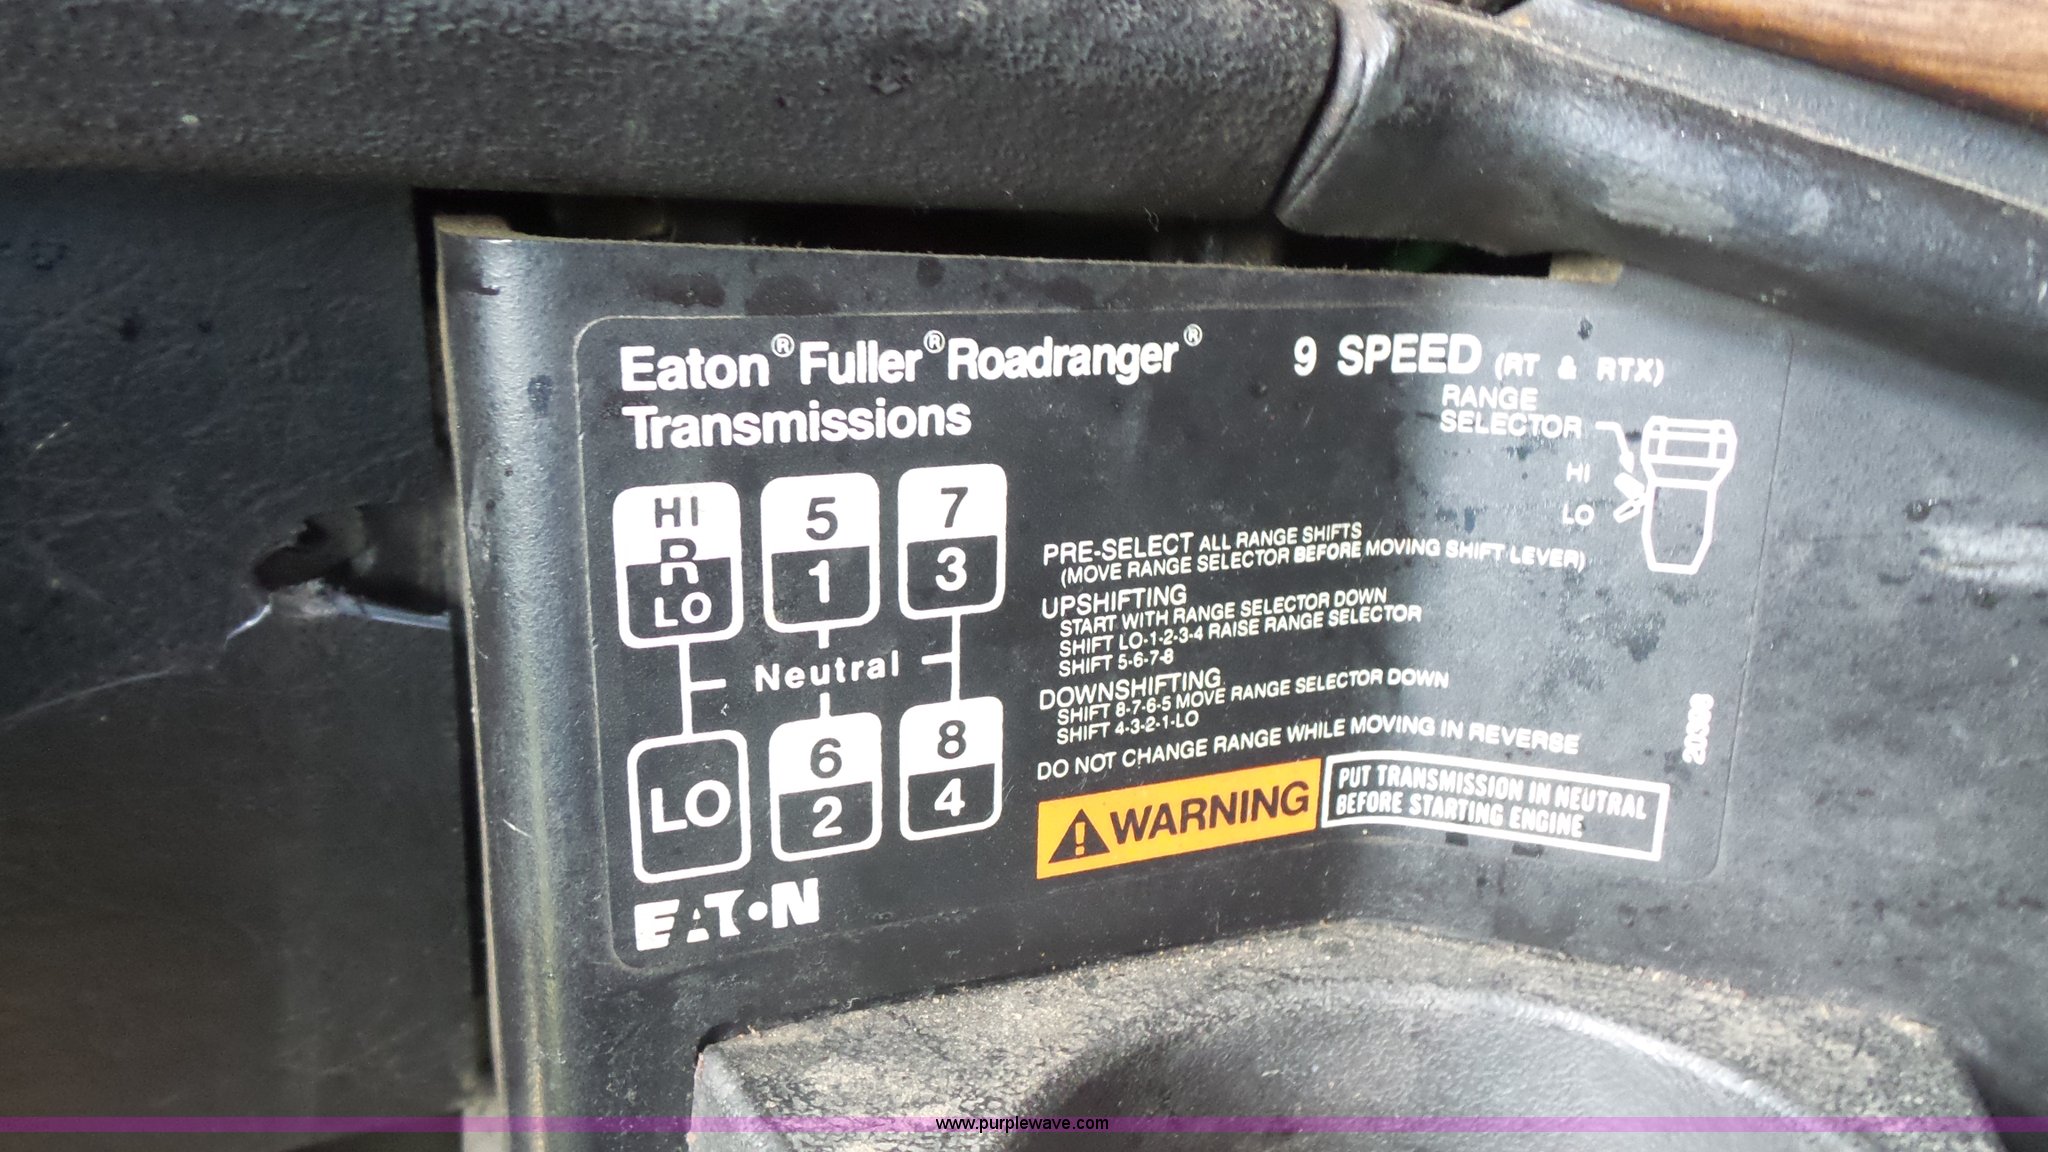 Eaton® Fuller® Roadranger®
Transmissions
9 SPEED (RT & RTX)
RANGE
SELECTOR
HI
LO
HI
R
LO
5
1
7
3
Neutral
LO
6
2
8
4
EATON
PRE-SELECT ALL RANGE SHIFTS
(MOVE RANGE SELECTOR BEFORE MOVING SHIFT LEVER)
UPSHIFTING
START WITH RANGE SELECTOR DOWN
SHIFT LO-1-2-3-4 RAISE RANGE SELECTOR
SHIFT 5-6-7-8
DOWNSHIFTING
SHIFT 8-7-6-5 MOVE RANGE SELECTOR DOWN
SHIFT 4-3-2-1-LO
DO NOT CHANGE RANGE WHILE MOVING IN REVERSE
WARNING
PUT TRANSMISSION IN NEUTRAL
BEFORE STARTING ENGINE
www.purplewave.com